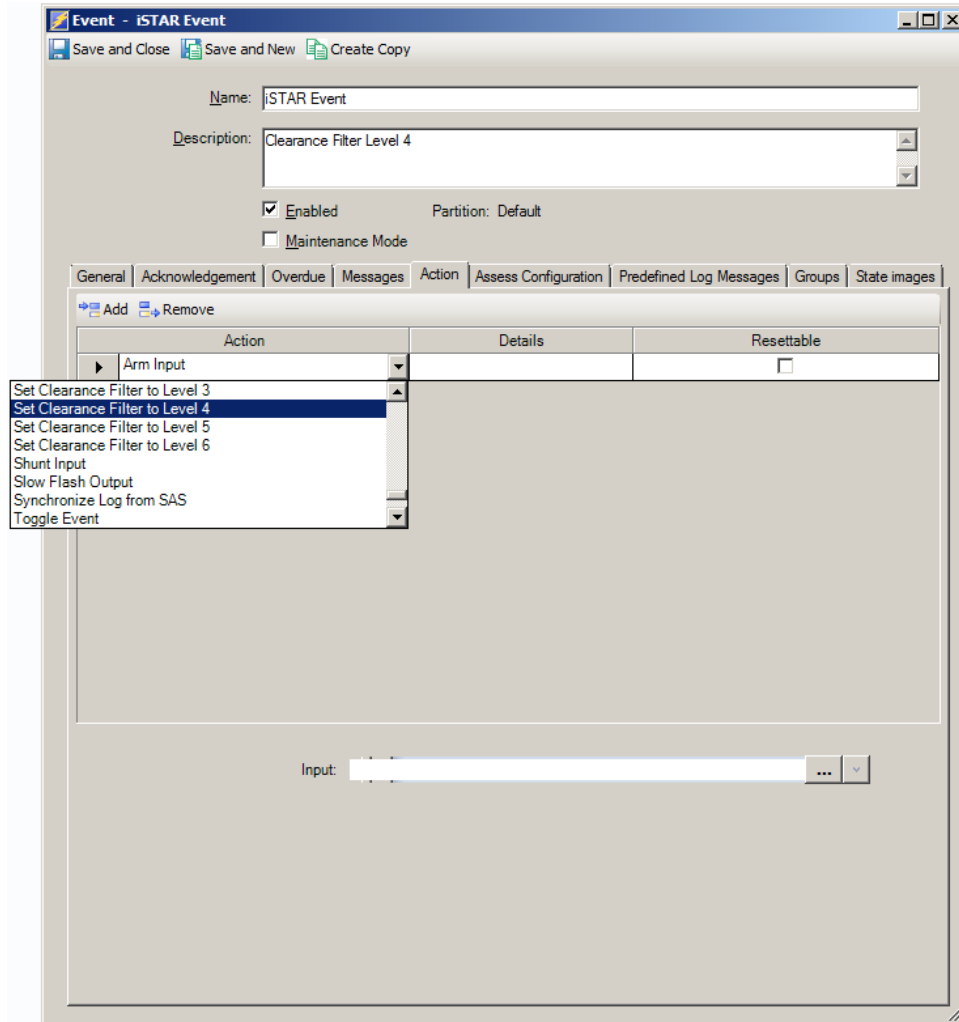 Event - iSTAR Event
Save and Close Save and New Create Copy
Name: iSTAR Event
Description: Clearance Filter Level 4
Enabled Partition: Default
Maintenance Mode
General Acknowledgement Overdue Messages Action Assess Configuration Predefined Log Messages Groups State images
Add Remove
Action Details Resettable
Arm Input
Set Clearance Filter to Level 3
Set Clearance Filter to Level 4
Set Clearance Filter to Level 5
Set Clearance Filter to Level 6
Shunt Input
Slow Flash Output
Synchronize Log from SAS
Toggle Event
Input: ...